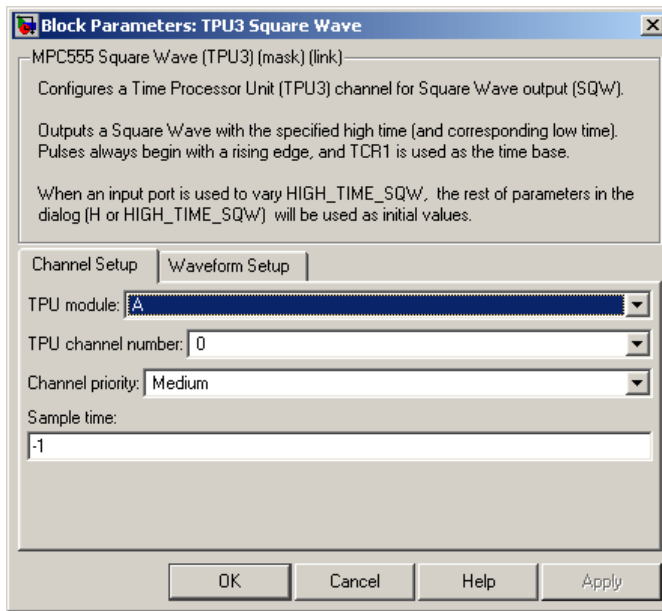 Block Parameters: TPU3 Square Wave
MPC555 Square Wave (TPU3) (mask) (link)
Configures a Time Processor Unit (TPU3) channel for Square Wave output (SQW).
Outputs a Square Wave with the specified high time (and corresponding low time).
Pulses always begin with a rising edge, and TCR1 is used as the time base.
When an input port is used to vary HIGH_TIME_SQW, the rest of parameters in the
dialog (H or HIGH_TIME_SQW) will be used as initial values.
Channel Setup Waveform Setup
TPU module: A
TPU channel number: 0
Channel priority: Medium
Sample time:
-1
OK Cancel Help Apply